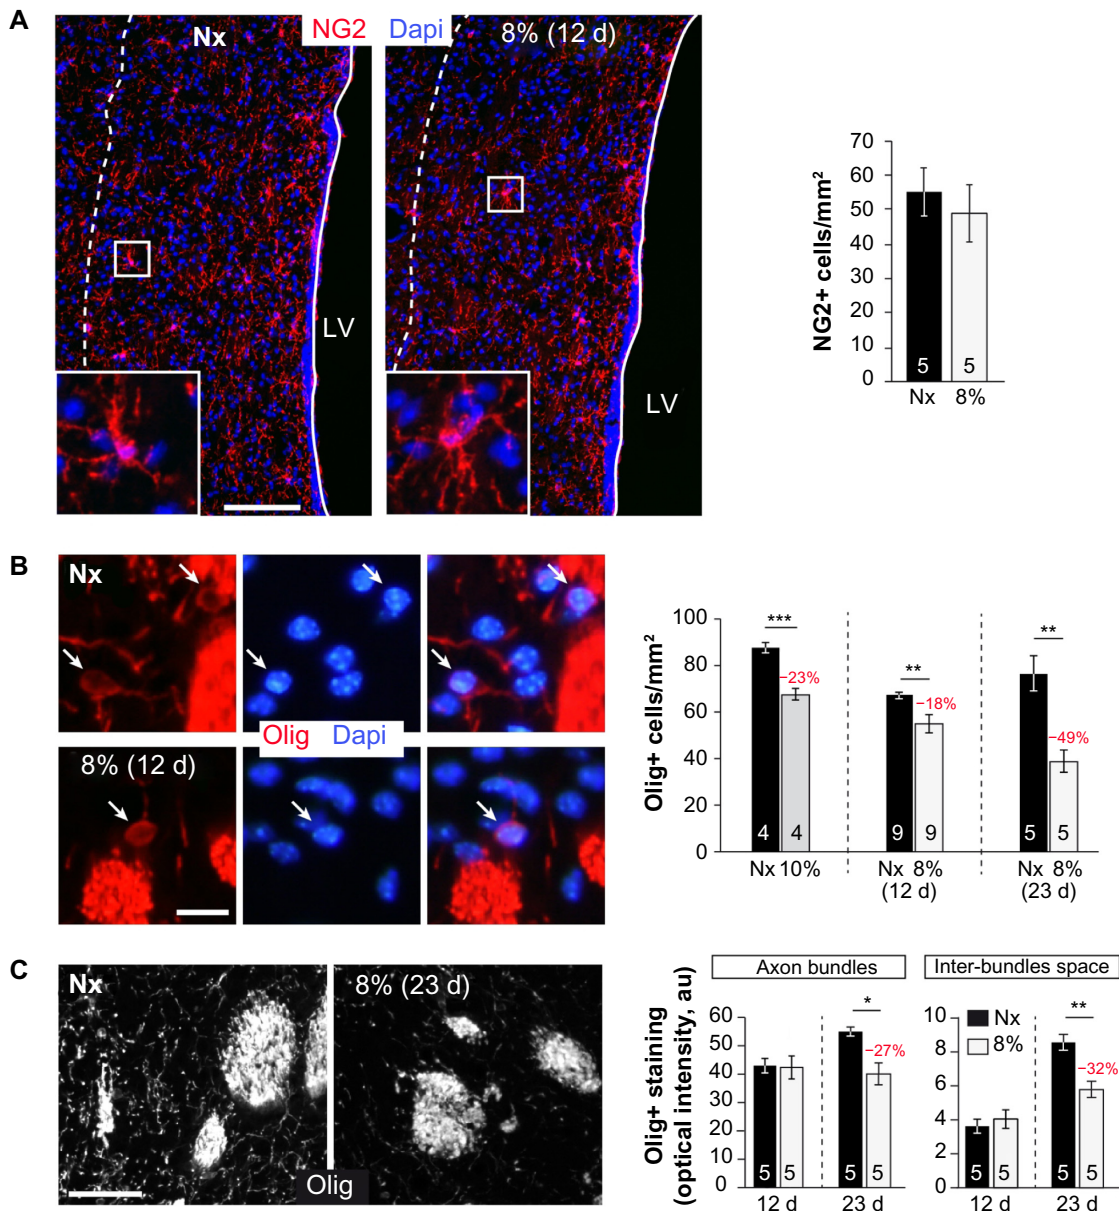 A
Nx
NG2 Dapi
8% (12 d)
LV
LV
NG2+ cells/mm²
70
60
50
40
30
20
10
0
5 5
Nx 8%
B
Nx
Olig Dapi
8% (12 d)
Olig+ cells/mm²
100
80
60
40
20
0
***
−23%
**
−18%
**
−49%
4 4 9 9 5 5
Nx 10% Nx 8% Nx 8%
(12 d) (23 d)
C
Nx
8% (23 d)
Olig
Olig+ staining
(optical intensity, au)
Axon bundles
60
50
40
30
20
10
0
*
−27%
5 5 5 5
12 d 23 d
Inter-bundles space
8
6
4
2
0
Nx
8%
**
−32%
5 5 5 5
12 d 23 d